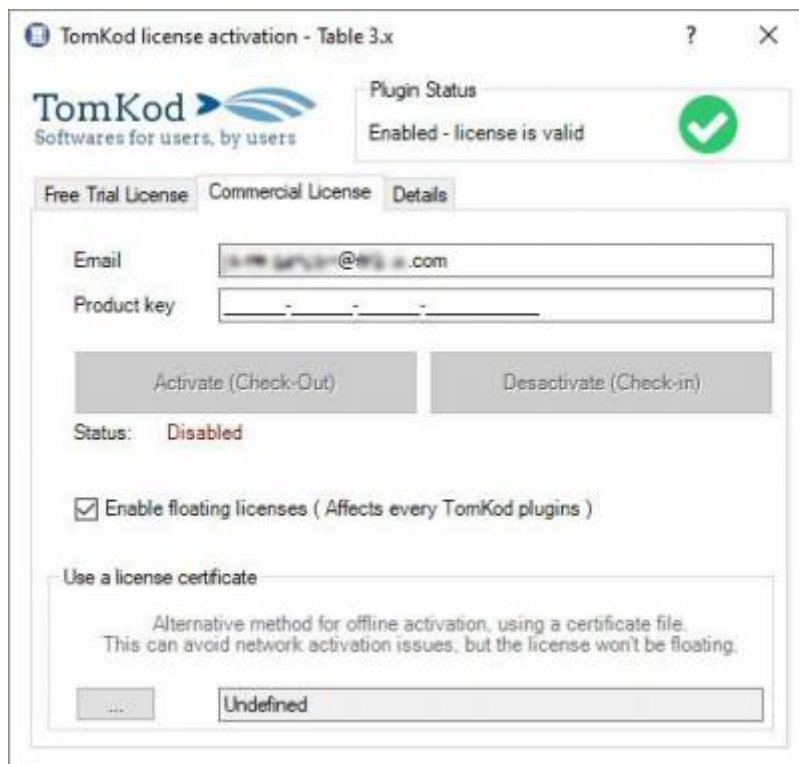 TomKod license activation - Table 3.x
?
TomKod
Softwares for users, by users
Plugin Status
Enabled - license is valid
Free Trial License
Commercial License
Details
Email
@
.com
Product key
Activate (Check-Out)
Desactivate (Check-in)
Status: Disabled
Enable floating licenses ( Affects every TomKod plugins )
Use a license certificate
Alternative method for offline activation, using a certificate file.
This can avoid network activation issues, but the license won't be floating.
...
Undefined